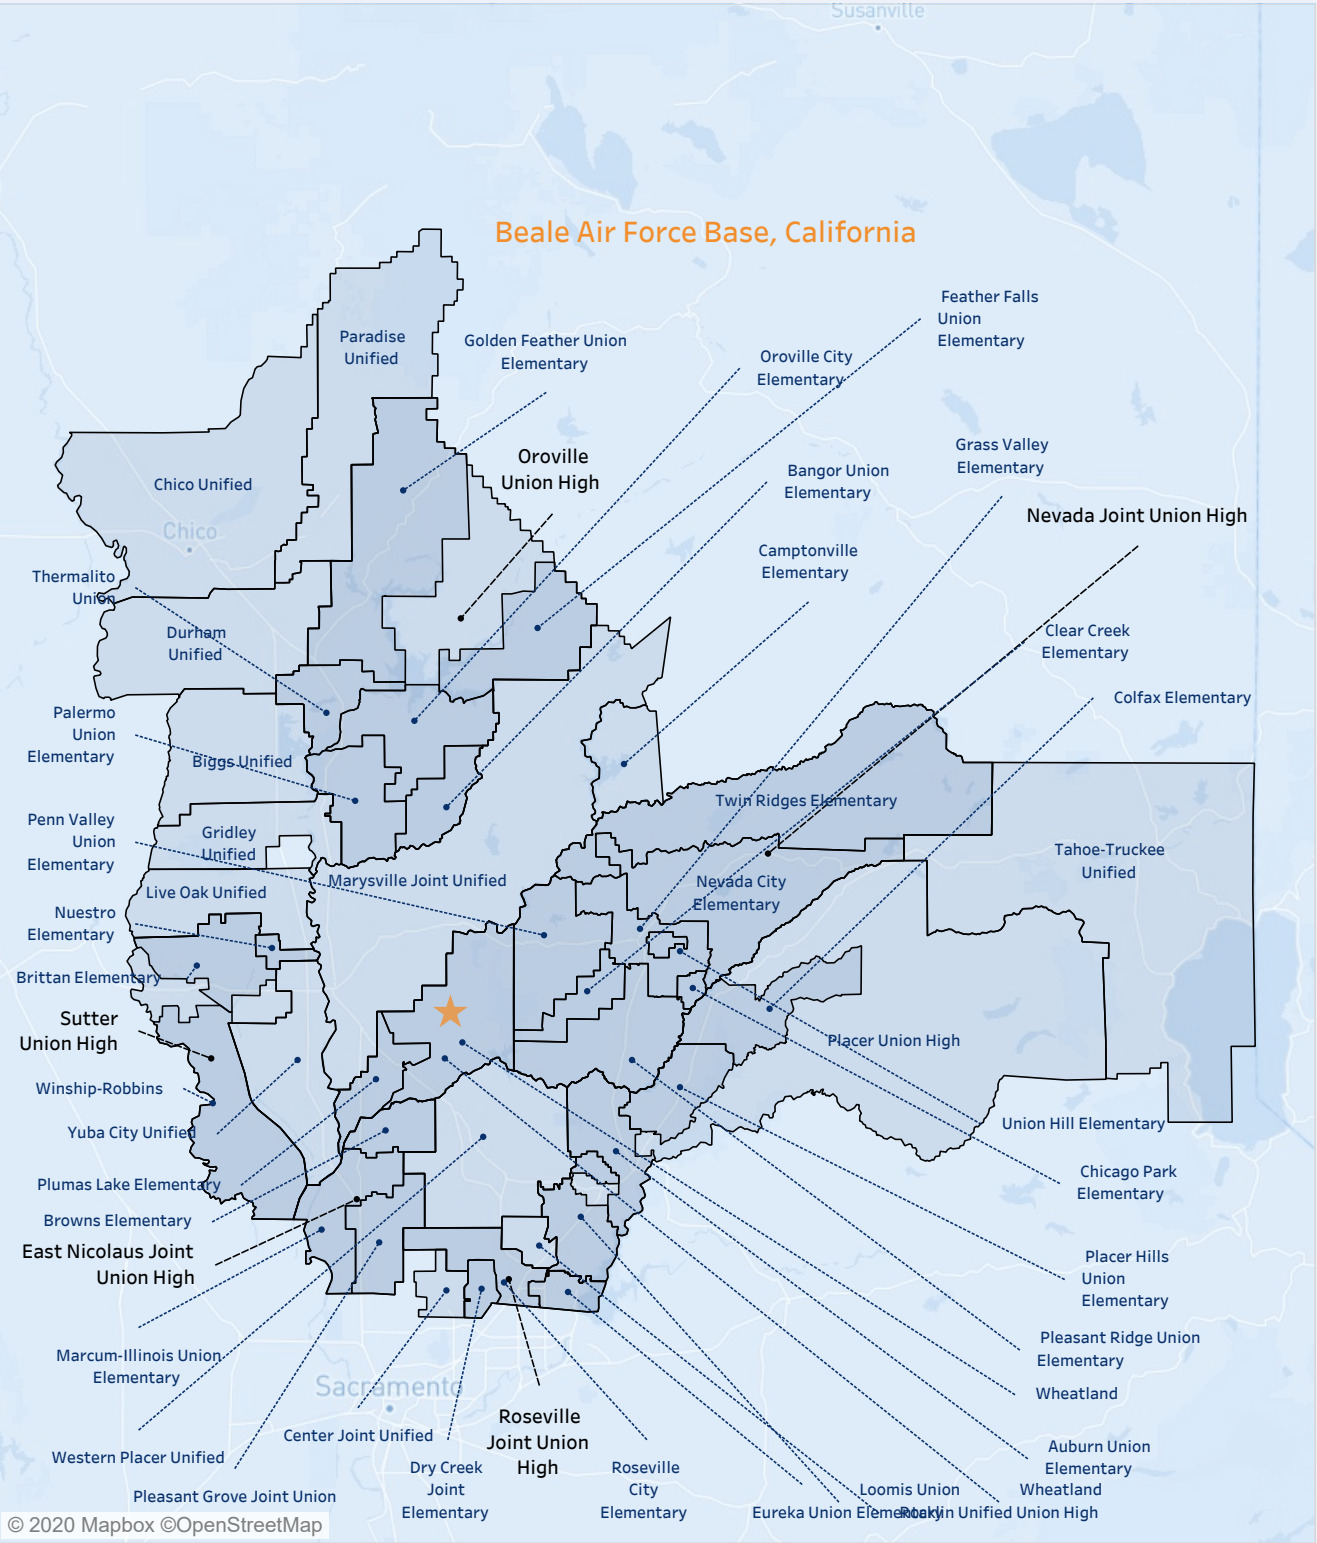 Susanville
Beale Air Force Base, California
Feather Falls
Union
Elementary
Paradise
Unified
Golden Feather Union
Elementary
Oroville City
Elementary
Grass Valley
Elementary
Oroville
Union High
Bangor Union
Elementary
Chico Unified
Nevada Joint Union High
Chico
Camptonville
Elementary
Thermalito
Union
Durham
Unified
Clear Creek
Elementary
Colfax Elementary
Palermo
Union
Elementary
Biggs Unified
Twin Ridges Elementary
Penn Valley
Union
Elementary
Gridley
Unified
Tahoe-Truckee
Unified
Live Oak Unified
Marysville Joint Unified
Nevada City
Elementary
Nuestro
Elementary
Brittan Elementary
Sutter
Union High
Placer Union High
Winship-Robbins
Yuba City Unified
Union Hill Elementary
Plumas Lake Elementary
Chicago Park
Elementary
Browns Elementary
East Nicolaus Joint
Union High
Placer Hills
Union
Elementary
Marcum-Illinois Union
Elementary
Pleasant Ridge Union
Elementary
Sacramento
Wheatland
Western Placer Unified
Center Joint Unified
Roseville
Joint Union
High
Auburn Union
Elementary
Pleasant Grove Joint Union
Dry Creek
Joint
Elementary
Roseville
City
Elementary
Loomis Union
Eureka Union Elementary
Rocklin Unified
Wheatland
Union High
© 2020 Mapbox ©OpenStreetMap